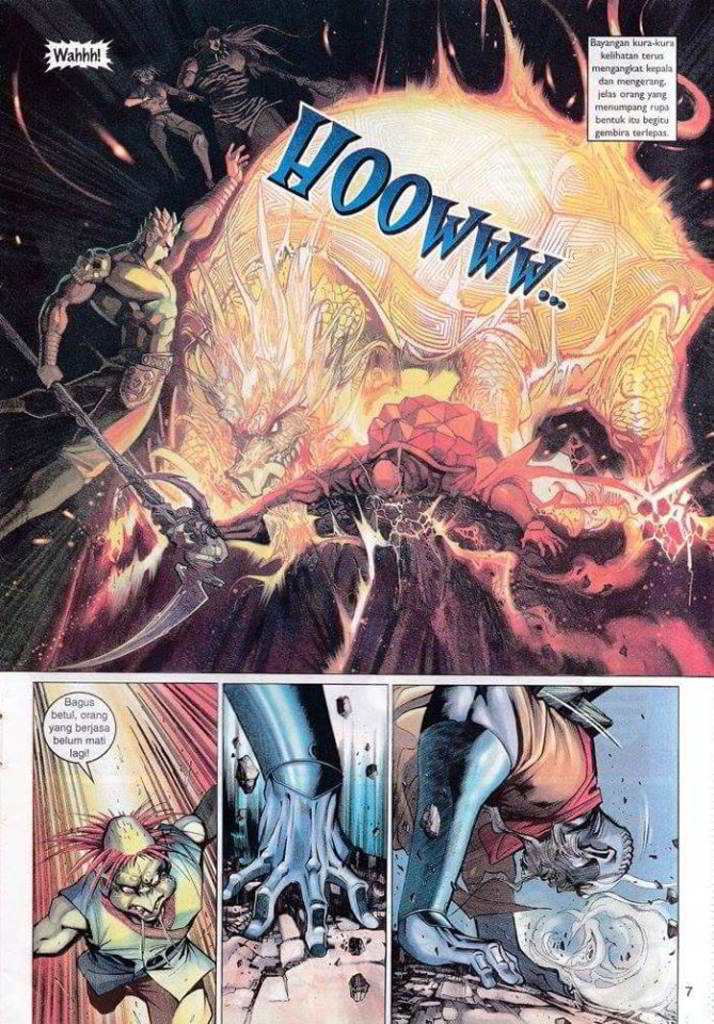 Wahhh!
Bayangan kura-kura
kelihatan terus
mengangkat kepala
dan mengerang,
jelas orang yang
menumpang rupa
bentuk itu begitu
gembira terlepas.
HOOWWW...
Bagus
betul, orang
yang berjasa
belum mati
lagi!
7